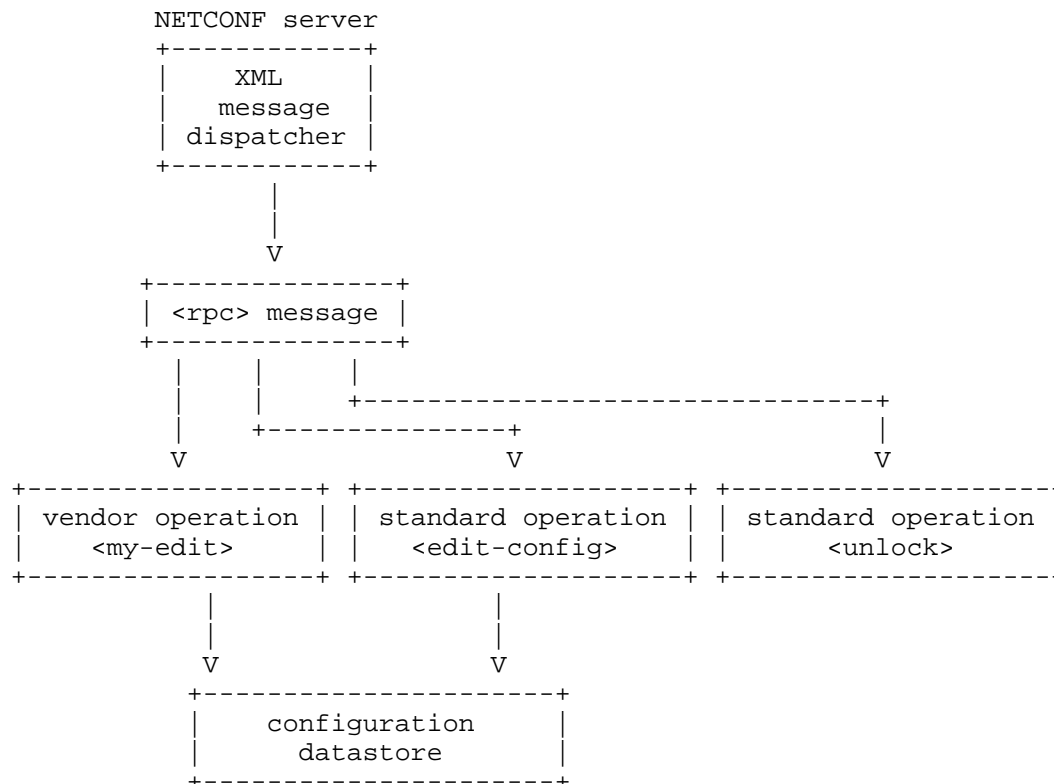 NETCONF server
XML
message
dispatcher
<rpc> message
V
V V V
vendor operation standard operation standard operation
<my-edit> <edit-config> <unlock>
V V
configuration
datastore